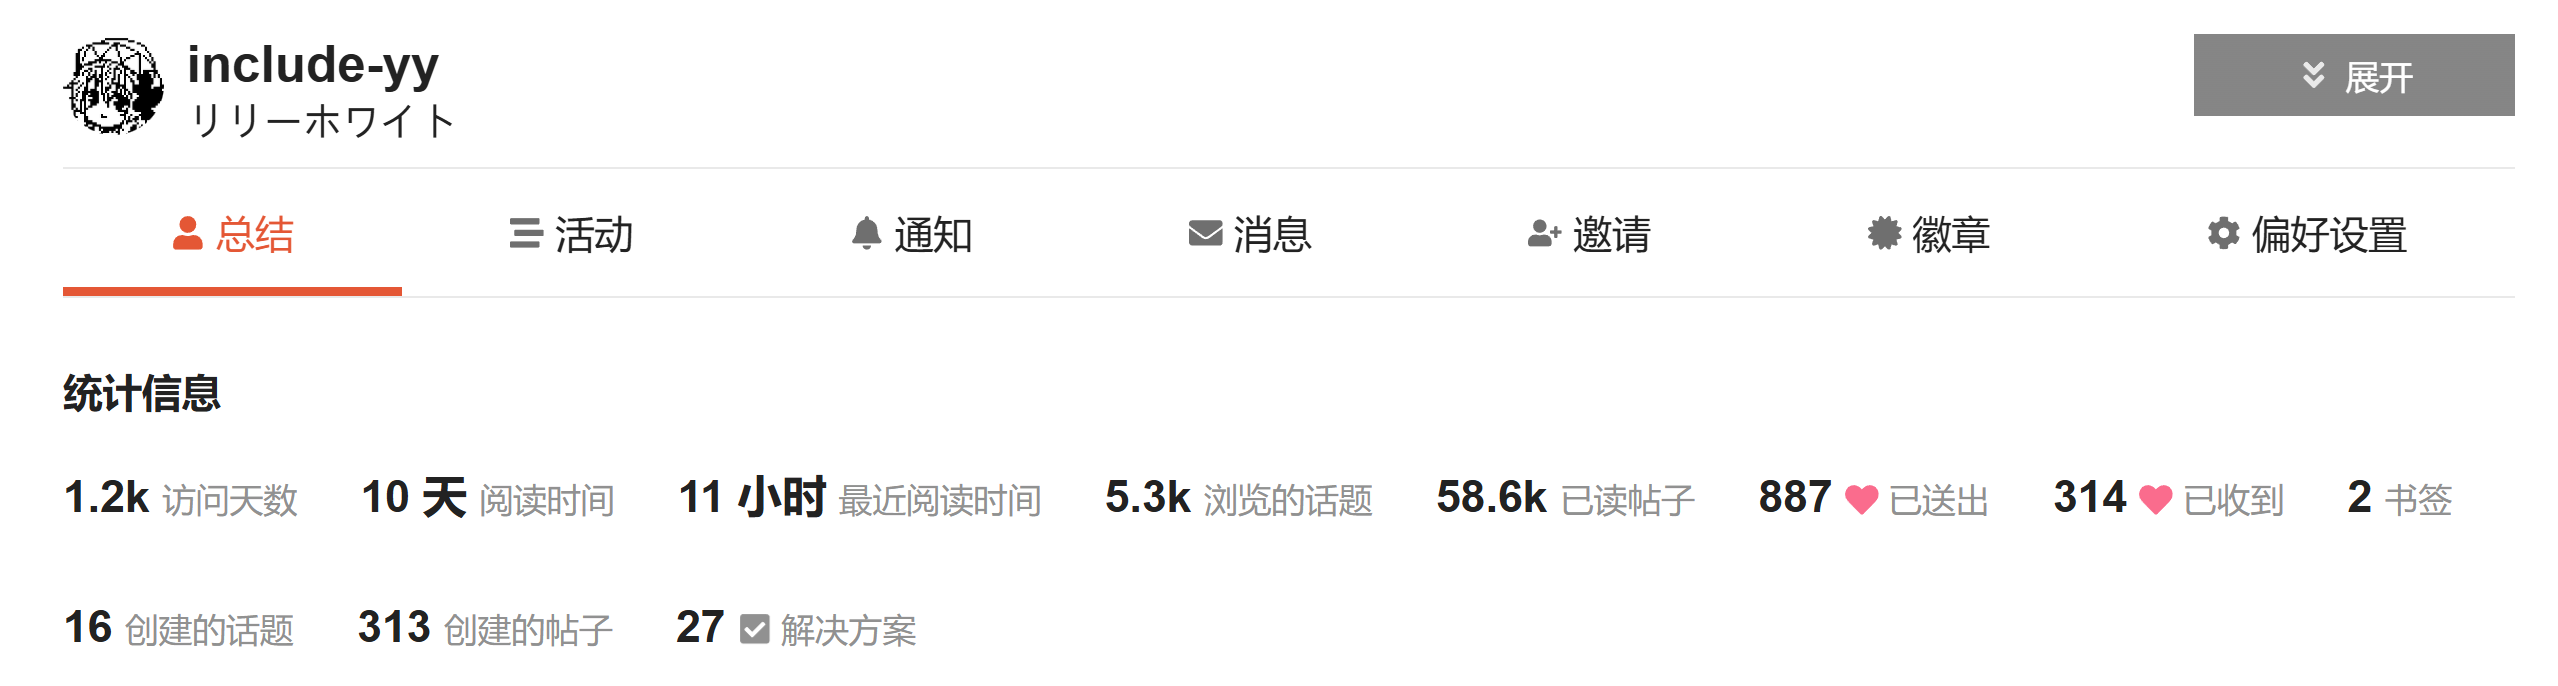 include-yy
リリーホワイト
展开
总结 活动 通知 消息 邀请 徽章 偏好设置
统计信息
1.2k 访问天数 10 天 阅读时间 11 小时 最近阅读时间 5.3k 浏览的话题 58.6k 已读帖子 887 已送出 314 已收到 2 书签
16 创建的话题 313 创建的帖子 27 解决方案